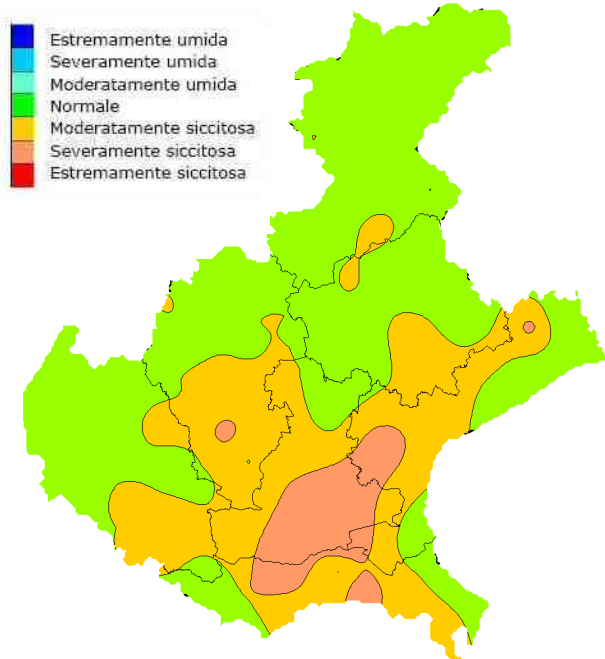 Estremamente umida
Severamente umida
Moderatamente umida
Normale
Moderatamente siccitosa
Severamente siccitosa
Estremamente siccitosa